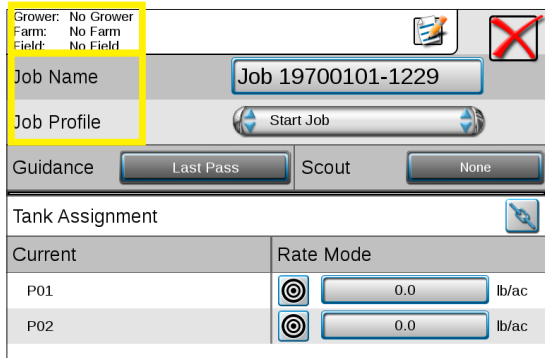 Grower: No Grower
Farm: No Farm
Field: No Field
Job Name Job 19700101-1229
Job Profile Start Job
Guidance Last Pass Scout None
Tank Assignment
Current Rate Mode
P01 0.0 lb/ac
P02 0.0 lb/ac